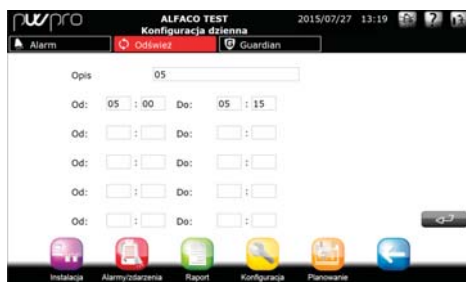 pwpro ALFACO TEST 2015/07/27 13:19
Konfiguracja dzienna
Alarm Odśwież Guardian
Opis 05
Od: 05 : 00 Do: 05 : 15
Od: : Do: :
Od: : Do: :
Od: : Do: :
Od: : Do: :
Instalacja Alarmy/zdarzenia Raport Konfiguracja Planowanie